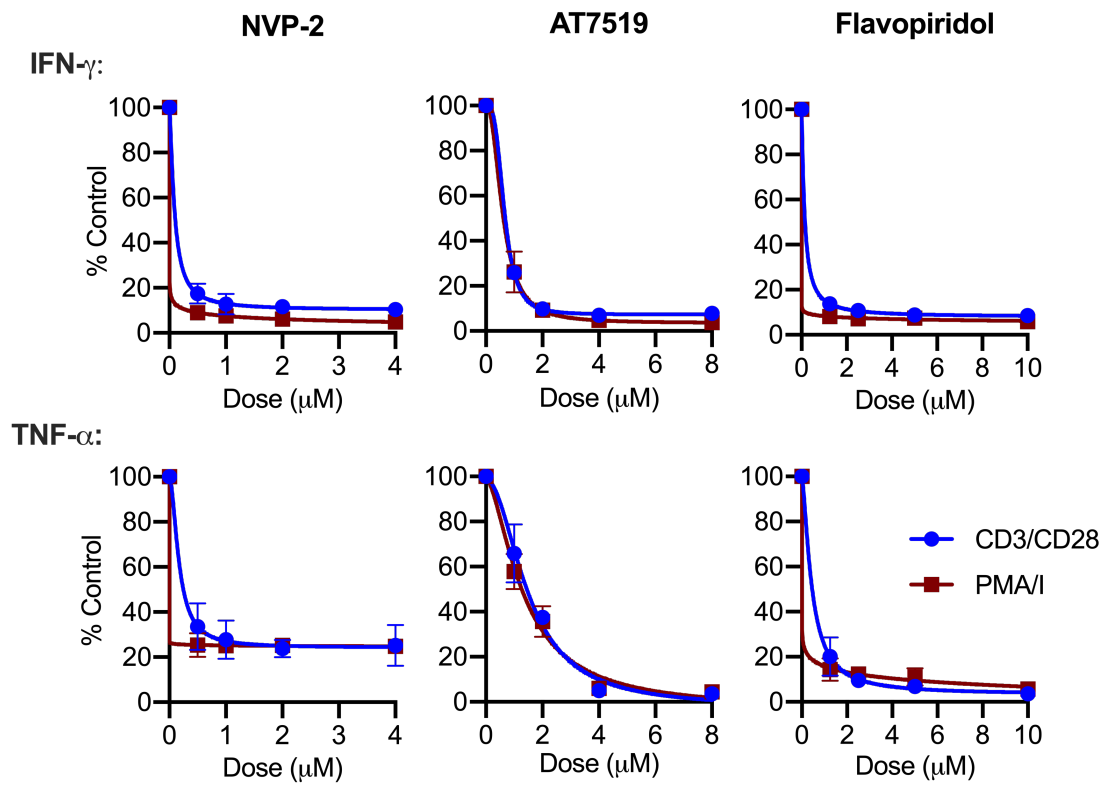 NVP-2 AT7519 Flavopiridol
IFN-γ:
100 100 100
80 80 80
60 60 60
40 40 40
20 20 20
0 0 0
% Control
0 1 2 3 4 0 2 4 6 8 0 2 4 6 8 10
Dose (μM) Dose (μM) Dose (μM)
TNF-α:
100 100 100
80 80 80
60 60 60
40 40 40
20 20 20
0 0 0
% Control
CD3/CD28
PMA/I
0 1 2 3 4 0 2 4 6 8 0 2 4 6 8 10
Dose (μM) Dose (μM) Dose (μM)